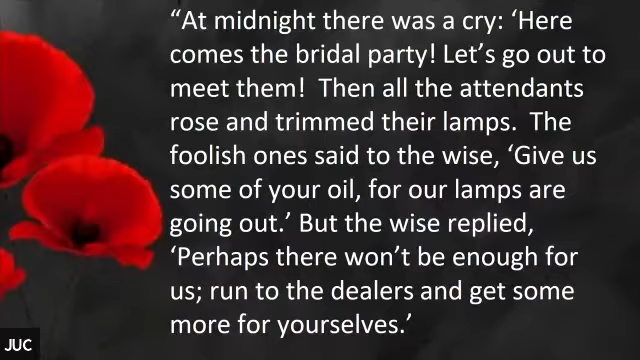 “At midnight there was a cry: ‘Here
comes the bridal party! Let’s go out to
meet them!  Then all the attendants
rose and trimmed their lamps.  The
foolish ones said to the wise, ‘Give us
some of your oil, for our lamps are
going out.’ But the wise replied,
‘Perhaps there won’t be enough for
us; run to the dealers and get some
more for yourselves.’
JUC